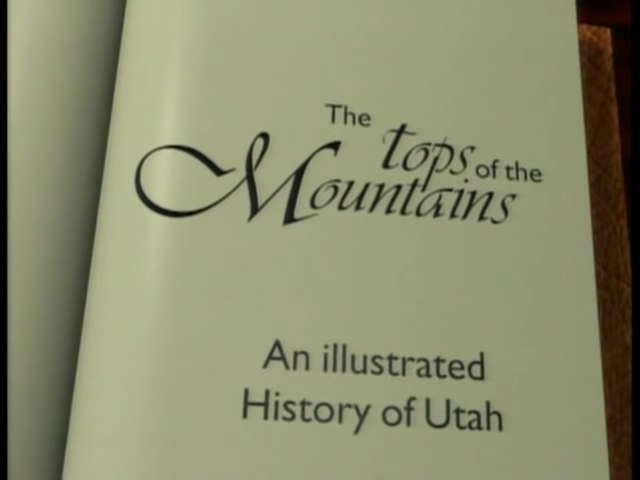 The tops of the
Mountains
An illustrated
History of Utah